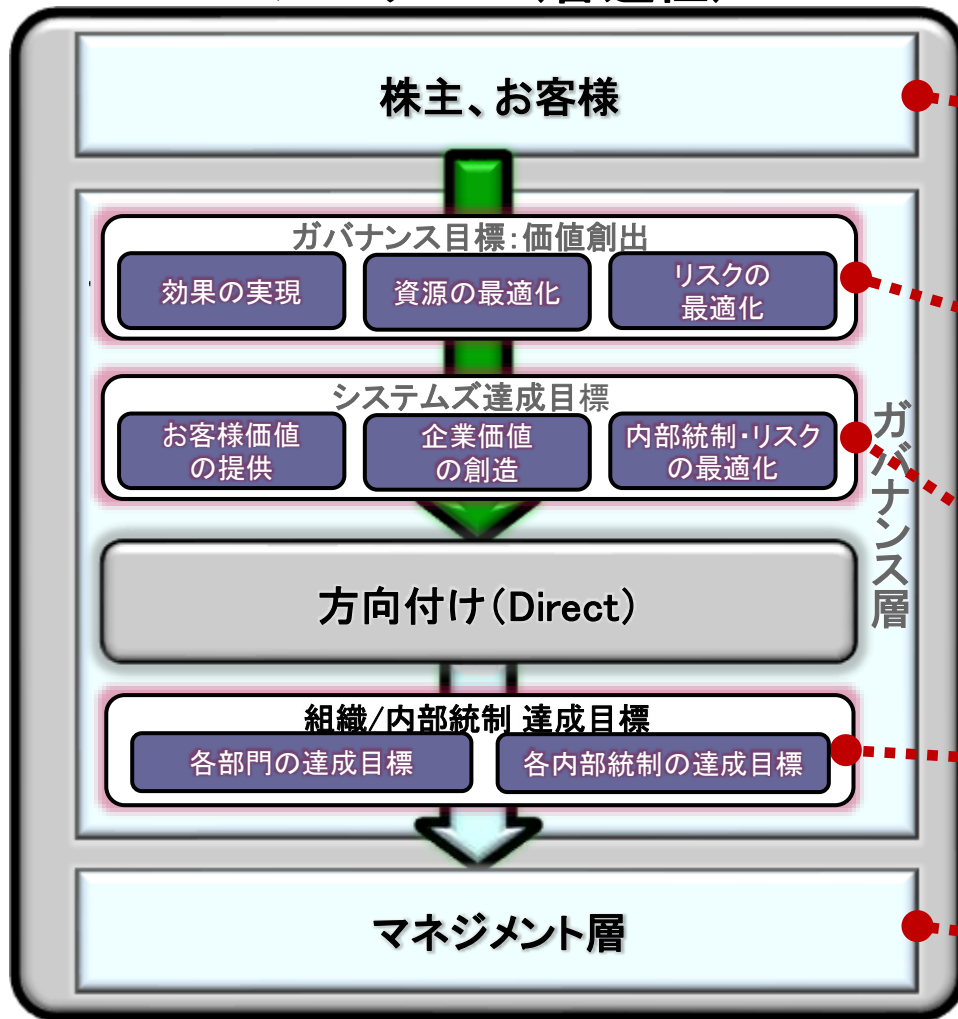 株主、お客様
ガバナンス目標：価値創出
効果の実現
資源の最適化
リスクの
最適化
システムズ達成目標
お客様価値
の提供
企業価値
の創造
内部統制・リスク
の最適化
ガバナンス層
方向付け（Direct）
組織/内部統制 達成目標
各部門の達成目標
各内部統制の達成目標
マネジメント層